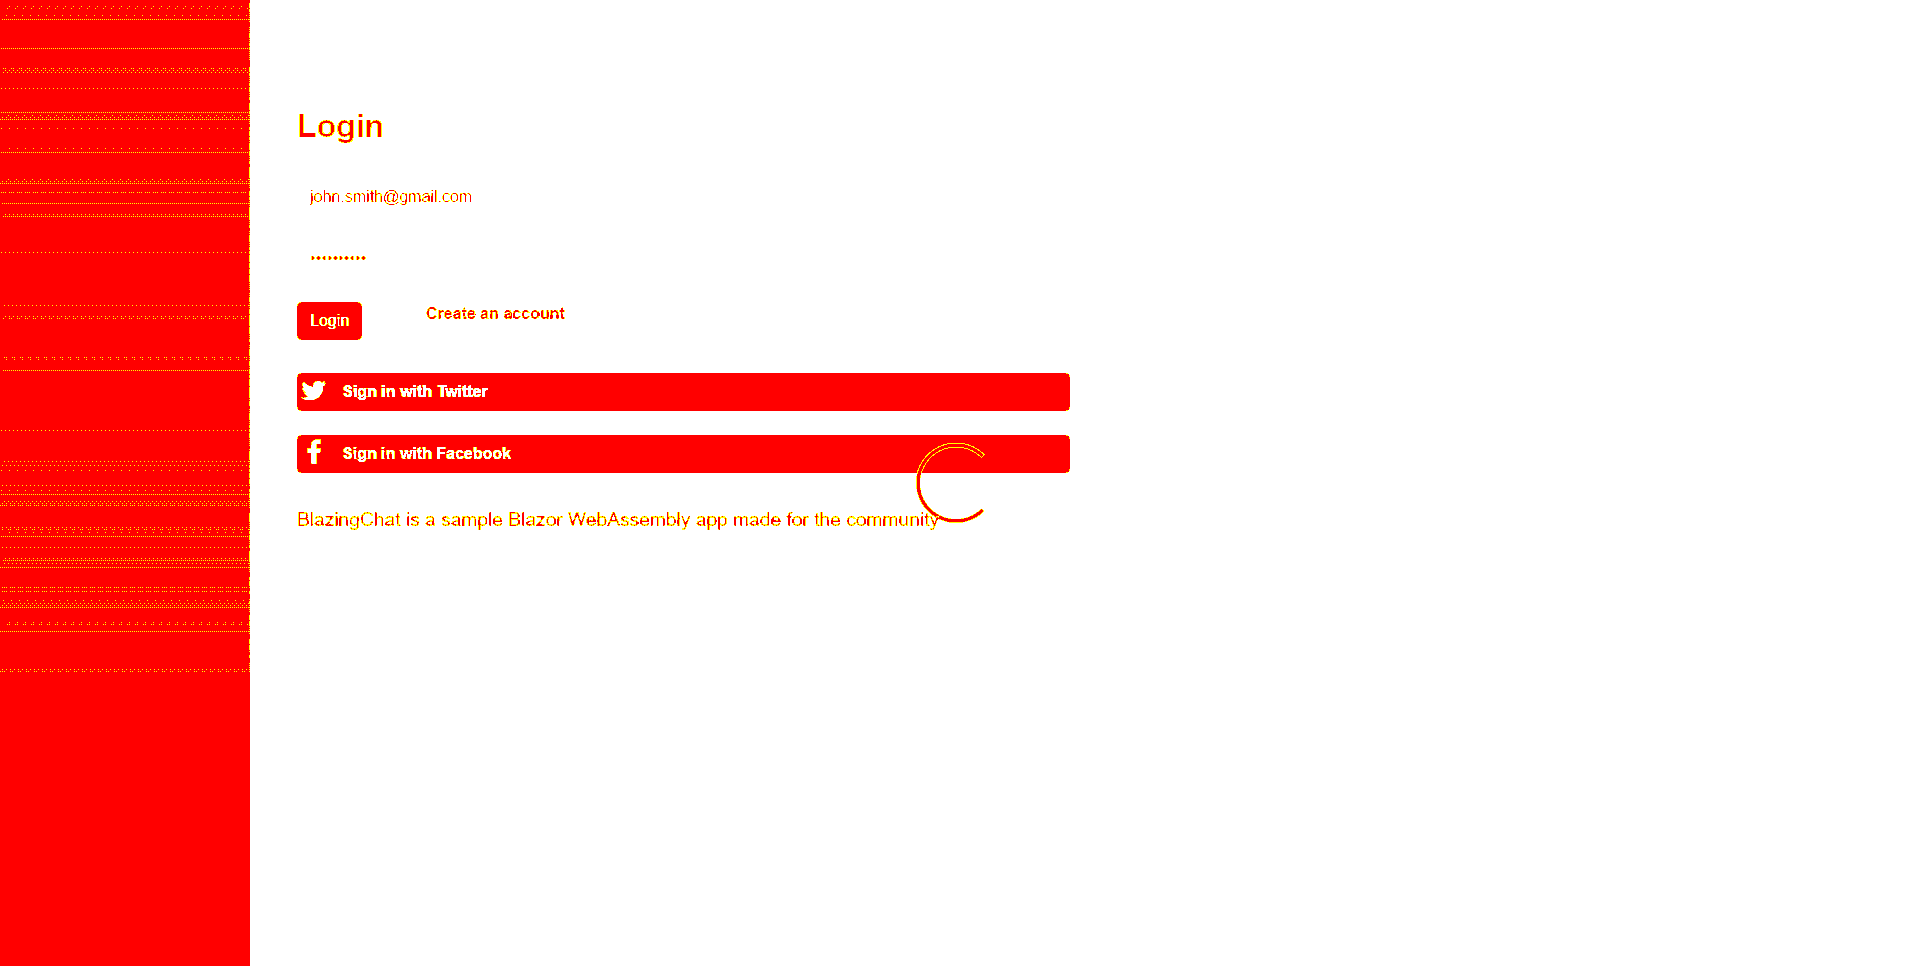 Login
john.smith@gmail.com
••••••••••
Login
Create an account
Sign in with Twitter
Sign in with Facebook
BlazingChat is a sample Blazor WebAssembly app made for the community